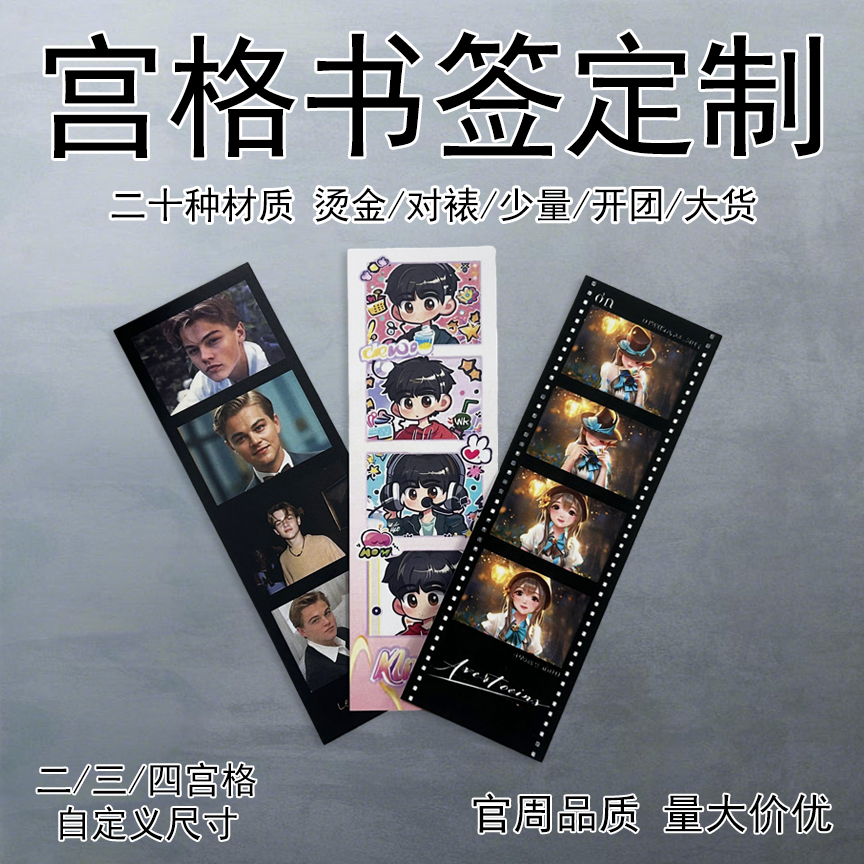 宫格书签定制
二十种材质 烫金/对裱/少量/开团/大货
ôn
Wk
二/三/四宫格
自定义尺寸
官周品质 量大价优